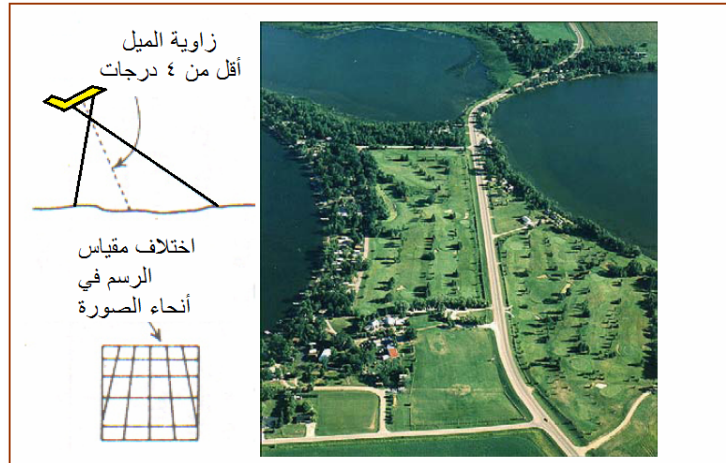 زاوية الميل
أقل من ٤ درجات
اختلاف مقياس
الرسم في
أنحاء الصورة